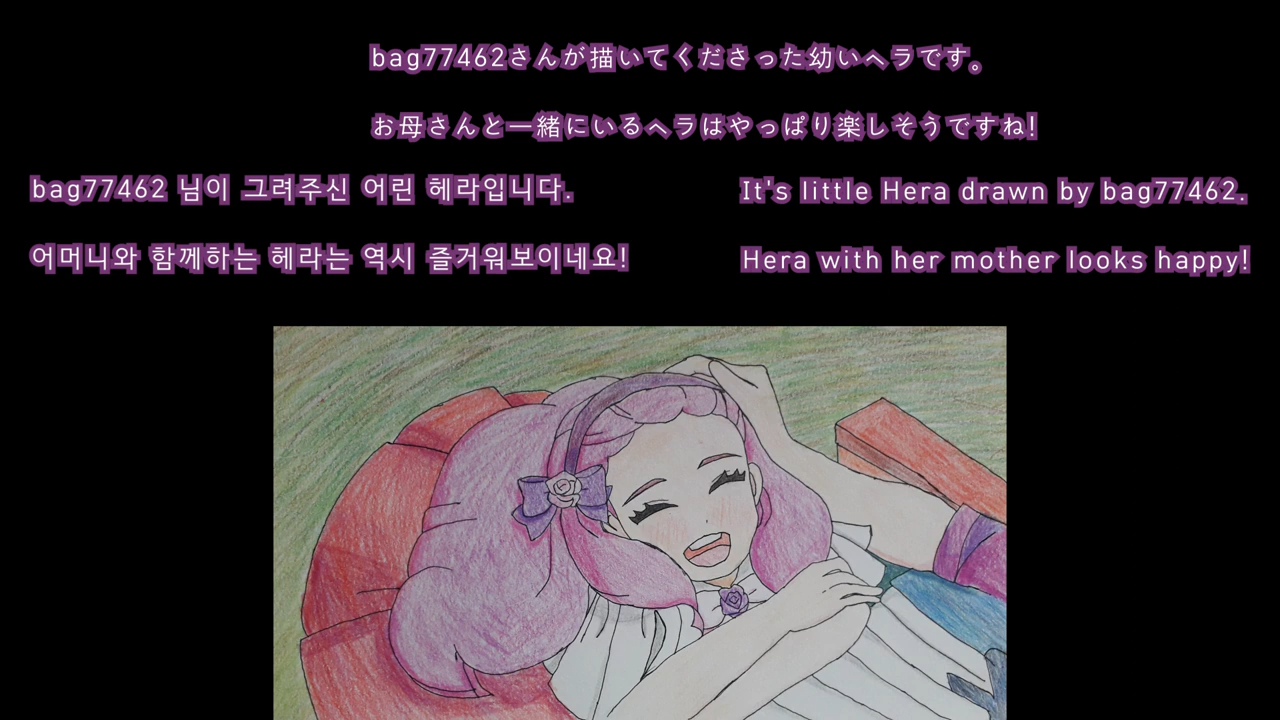 bag77462さんが描いてくださった幼いヘラです。
お母さんと一緒にいるヘラはやっぱり楽しそうですね!
bag77462 님이 그려주신 어린 헤라입니다.
어머니와 함께하는 헤라는 역시 즐거워보이네요!
It's little Hera drawn by bag77462.
Hera with her mother looks happy!